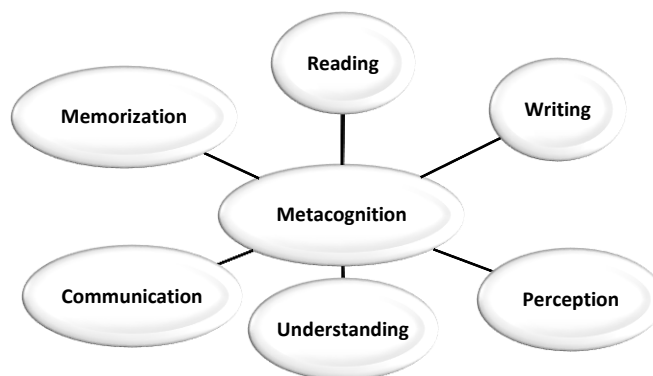 Reading
Memorization
Writing
Metacognition
Communication
Perception
Understanding